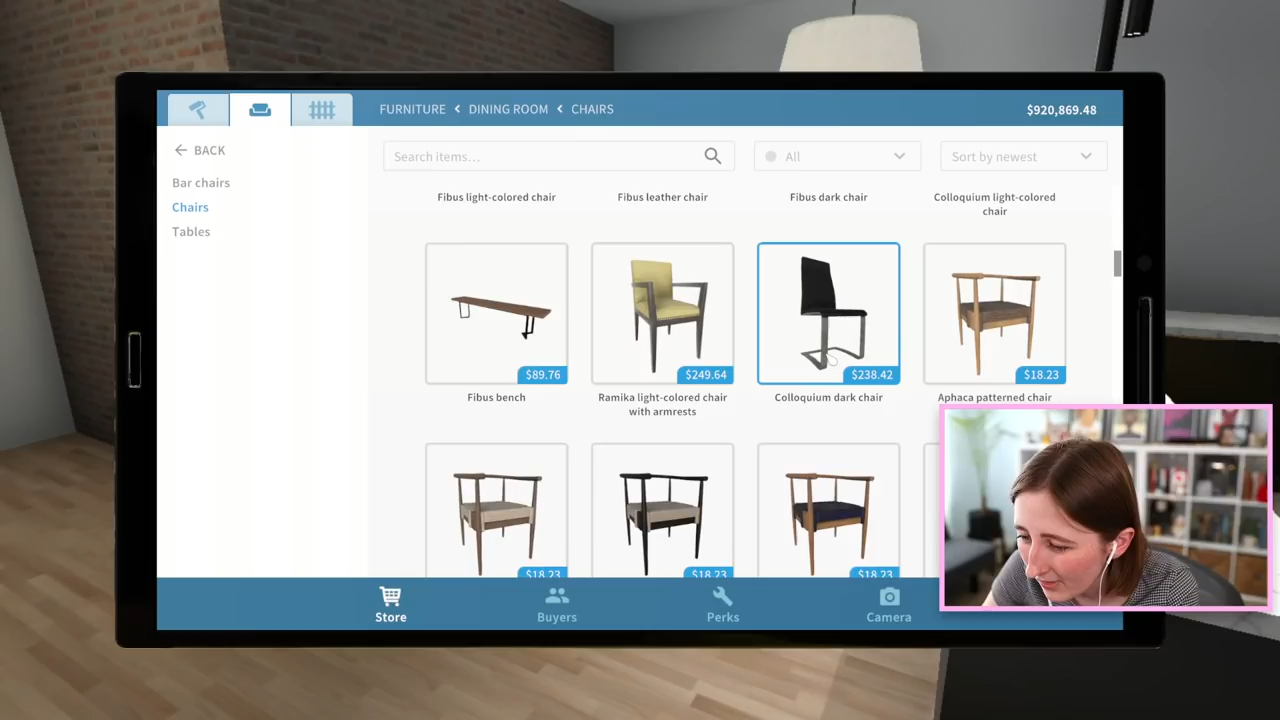 FURNITURE < DINING ROOM < CHAIRS
$920,869.48
BACK
Search items...
All
Sort by newest
Bar chairs
Chairs
Tables
Fibus light-colored chair
Fibus leather chair
Fibus dark chair
Colloquium light-colored
chair
$89.76
$249.64
$238.42
$18.23
Fibus bench
Ramika light-colored chair
with armrests
Colloquium dark chair
Aphaca patterned chair
$18.23
$18.23
$18.23
Store
Buyers
Perks
Camera